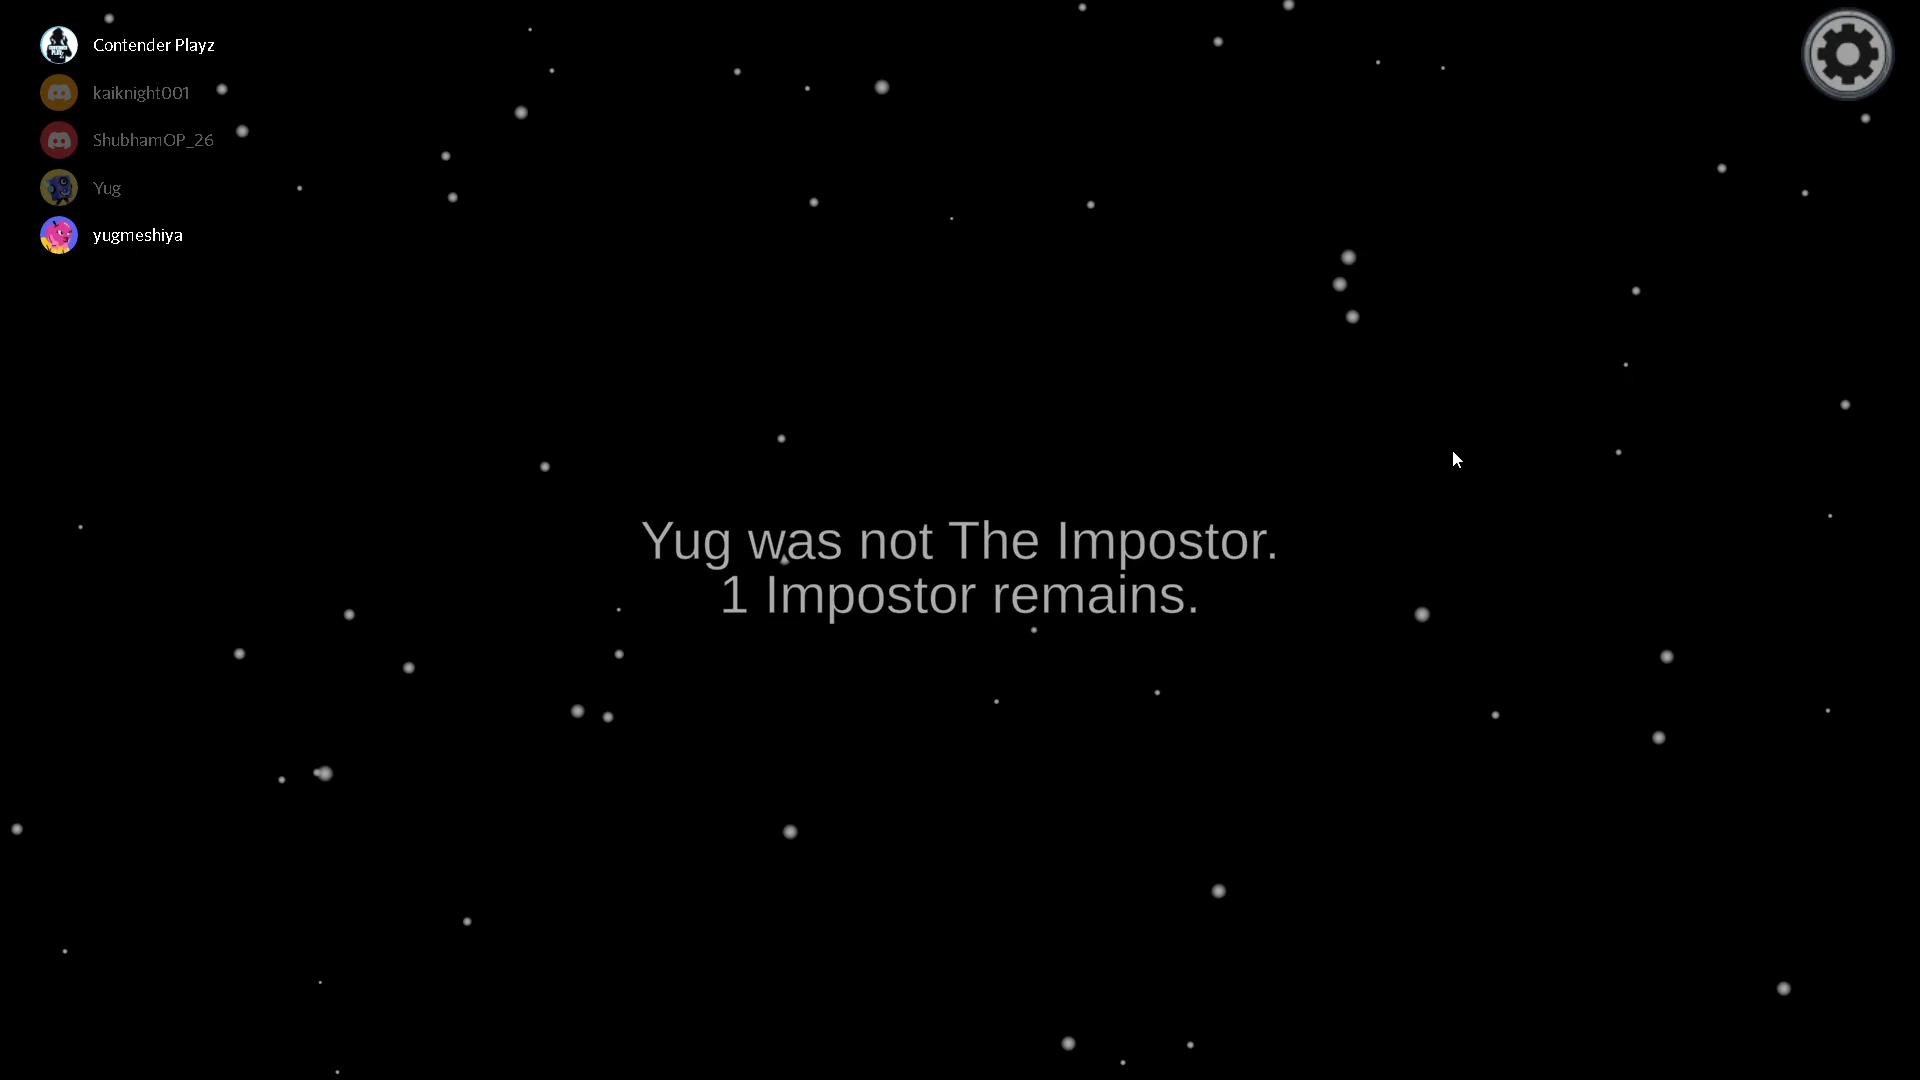 Contender Playz
kaiknight001
ShubhamOP_26
Yug
yugmeshiya
Yug was not The Impostor.
1 Impostor remains.